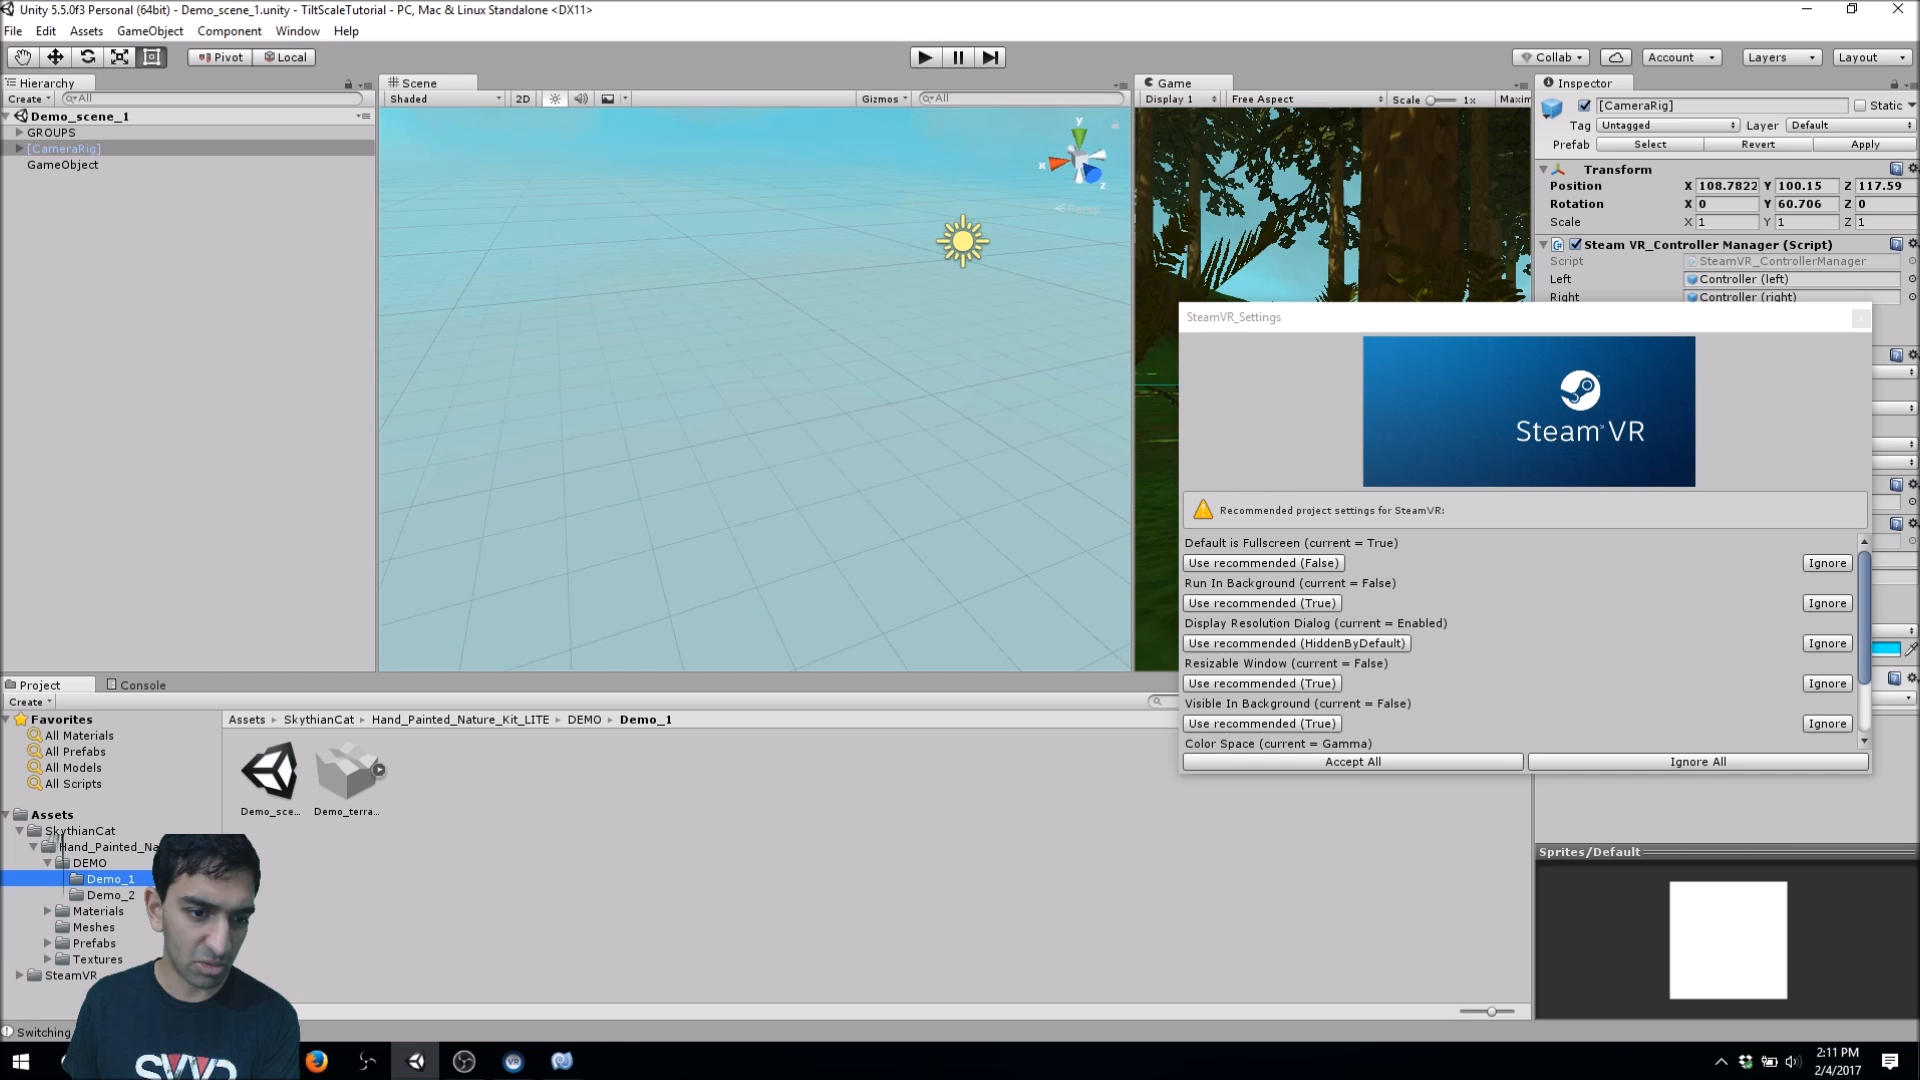 Unity 5.5.0f3 Personal (64bit) - Demo_scene_1.unity - TiltScaleTutorial - PC, Mac & Linux Standalone <DX11>
File Edit Assets GameObject Component Window Help
Pivot Local Collab Account Layers Layout
Hierarchy
Create All
Demo_scene_1
GROUPS
[CameraRig]
GameObject
Scene
Shaded 2D Gizmos All
y
x
z
Persp
Game
Display 1 Free Aspect Scale 1x Maxim
Inspector
[CameraRig] Static
Tag Untagged Layer Default
Prefab Select Revert Apply
Transform
Position X 108.7822 Y 100.15 Z 117.59
Rotation X 0 Y 60.706 Z 0
Scale X 1 Y 1 Z 1
Steam VR_Controller Manager (Script)
Script SteamVR_ControllerManager
Left Controller (left)
Right Controller (right)
SteamVR_Settings
Steam VR
Recommended project settings for SteamVR:
Default is Fullscreen (current = True)
Use recommended (False) Ignore
Run In Background (current = False)
Use recommended (True) Ignore
Display Resolution Dialog (current = Enabled)
Use recommended (HiddenByDefault) Ignore
Resizable Window (current = False)
Use recommended (True) Ignore
Visible In Background (current = False)
Use recommended (True) Ignore
Color Space (current = Gamma)
Accept All Ignore All
Project Console
Create
Favorites
All Materials
All Prefabs
All Models
All Scripts
Assets
SkythianCat
Hand_Painted_Na
DEMO
Demo_1
Demo_2
Materials
Meshes
Prefabs
Textures
SteamVR
Assets SkythianCat Hand_Painted_Nature_Kit_LITE DEMO Demo_1
Demo_sce...
Demo_terra...
Sprites/Default
Switching
2:11 PM
2/4/2017